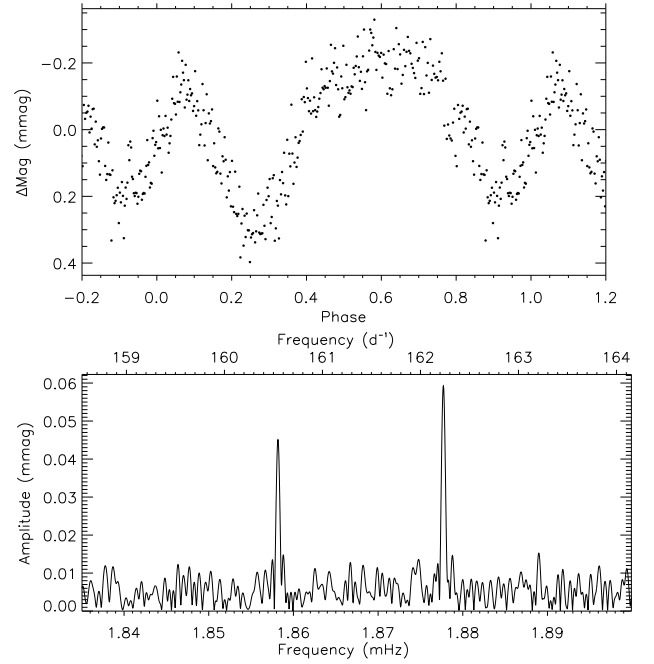 −0.2
0.0
0.2
0.4
ΔMag (mmag)
−0.2 0.0 0.2 0.4 0.6 0.8 1.0 1.2
Phase
Frequency (d⁻¹)
159 160 161 162 163 164
0.06
0.05
0.04
0.03
0.02
0.01
0.00
Amplitude (mmag)
1.84 1.85 1.86 1.87 1.88 1.89
Frequency (mHz)